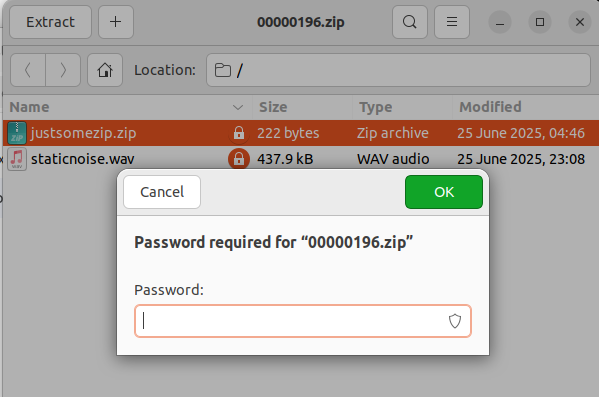 Extract
00000196.zip
Location:
/
Name Size Type Modified
justsomezip.zip 222 bytes Zip archive 25 June 2025, 04:46
staticnoise.wav 437.9 kB WAV audio 25 June 2025, 23:08
Cancel
OK
Password required for “00000196.zip”
Password: